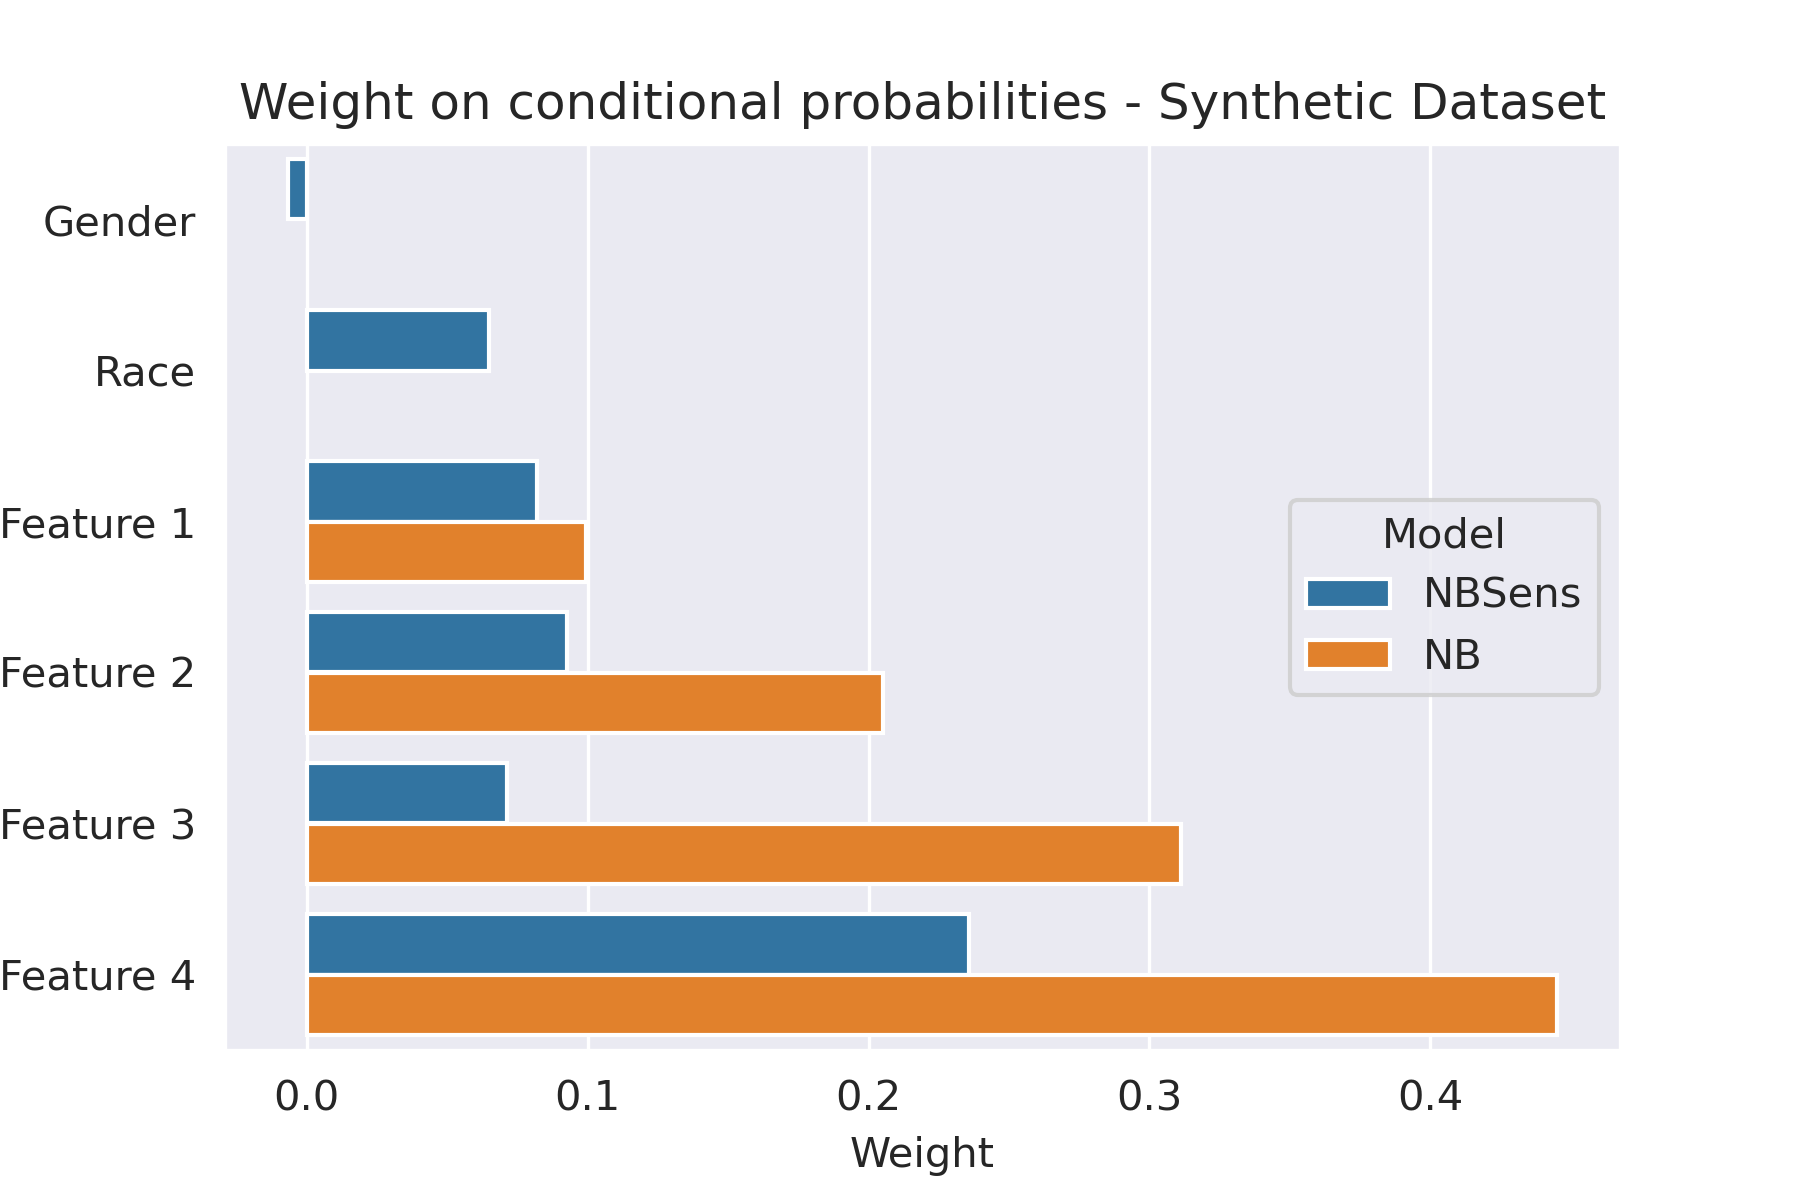 Weight on conditional probabilities - Synthetic Dataset
Gender
Race
Feature 1
Feature 2
Feature 3
Feature 4
Model
NBSens
NB
0.0 0.1 0.2 0.3 0.4
Weight